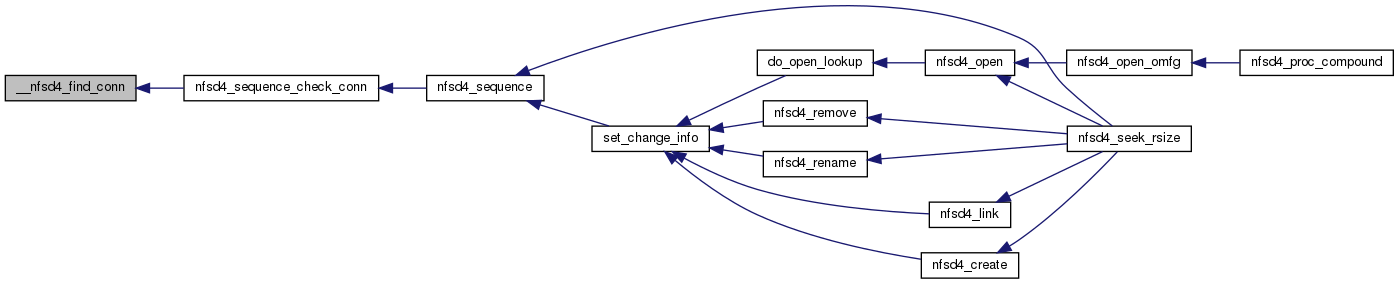 __nfsd4_find_conn
nfsd4_sequence_check_conn
nfsd4_sequence
set_change_info
do_open_lookup
nfsd4_open
nfsd4_open_omfg
nfsd4_proc_compound
nfsd4_remove
nfsd4_seek_rsize
nfsd4_rename
nfsd4_link
nfsd4_create